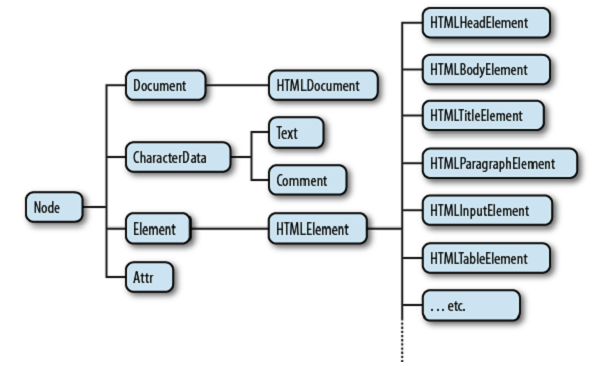 HTMLHeadElement
HTMLBodyElement
Document
HTMLDocument
HTMLTitleElement
Text
CharacterData
HTMLParagraphElement
Comment
Node
HTMLInputElement
Element
HTMLElement
HTMLTableElement
Attr
. . . etc.